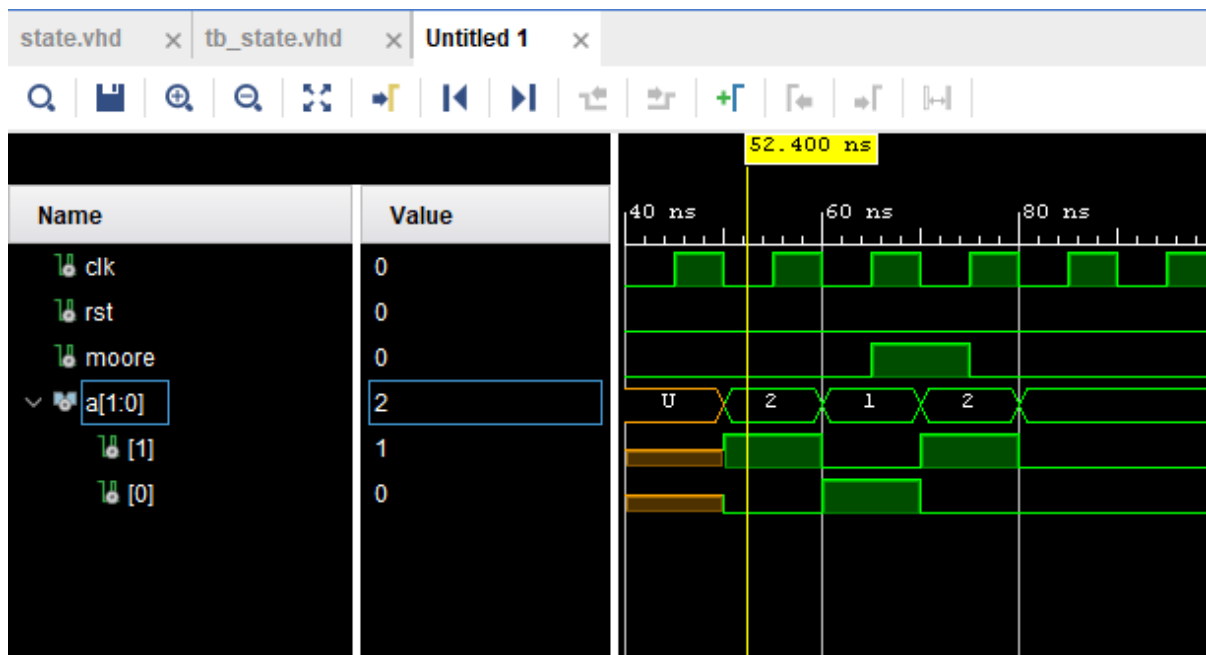 state.vhd × tb_state.vhd × Untitled 1 ×
52.400 ns
Name Value
40 ns 60 ns 80 ns
clk 0
rst 0
moore 0
a[1:0] 2 U 2 1 2
[1] 1
[0] 0